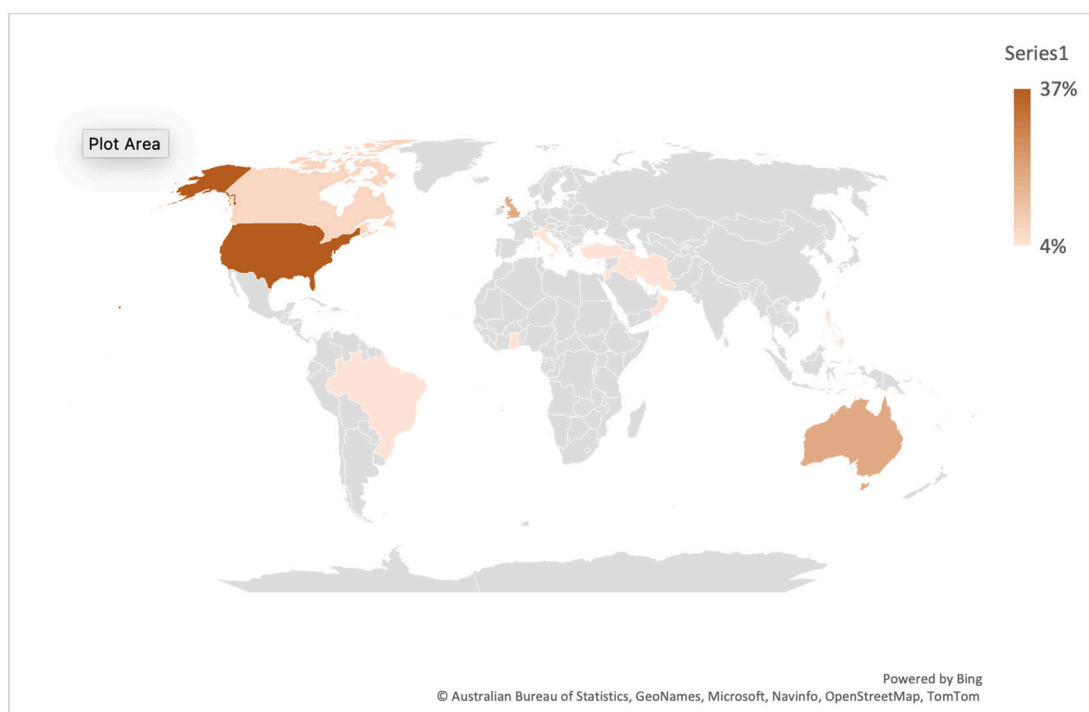 Series1
37%
Plot Area
4%
Powered by Bing
© Australian Bureau of Statistics, GeoNames, Microsoft, Navinfo, OpenStreetMap, TomTom